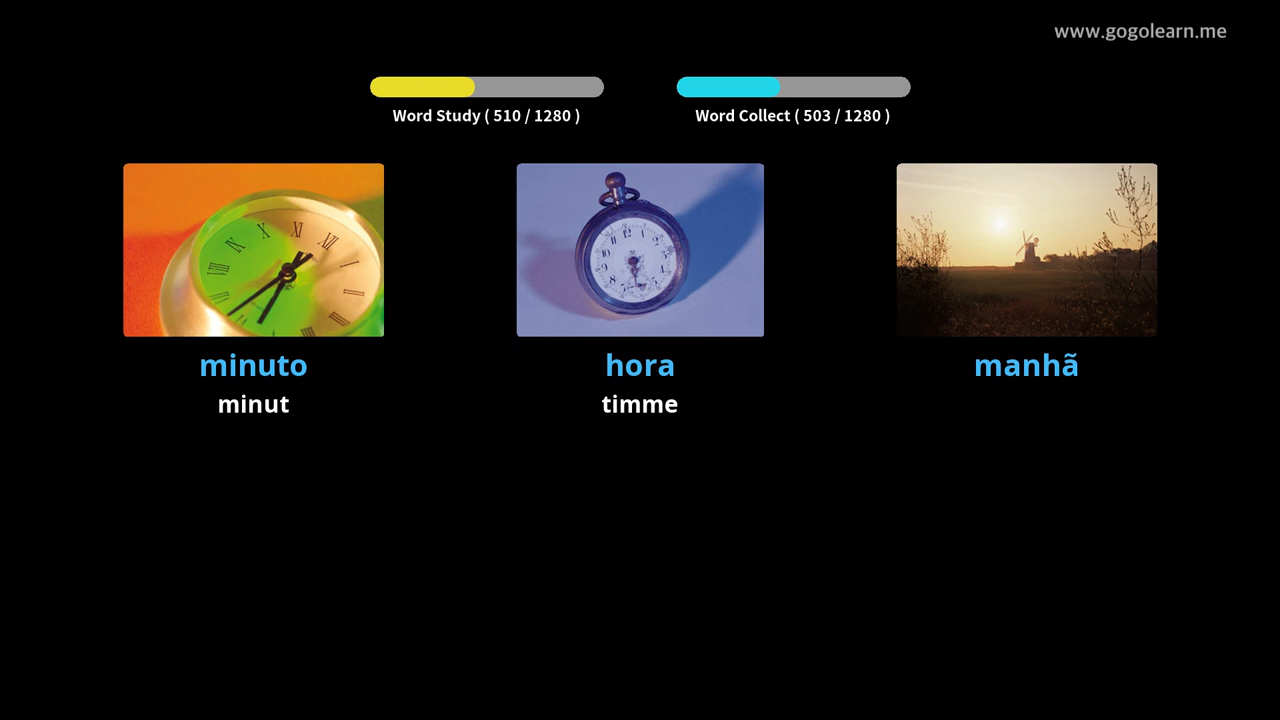 www.gogolearn.me
Word Study ( 510 / 1280 )
Word Collect ( 503 / 1280 )
minuto
hora
manhã
minut
timme